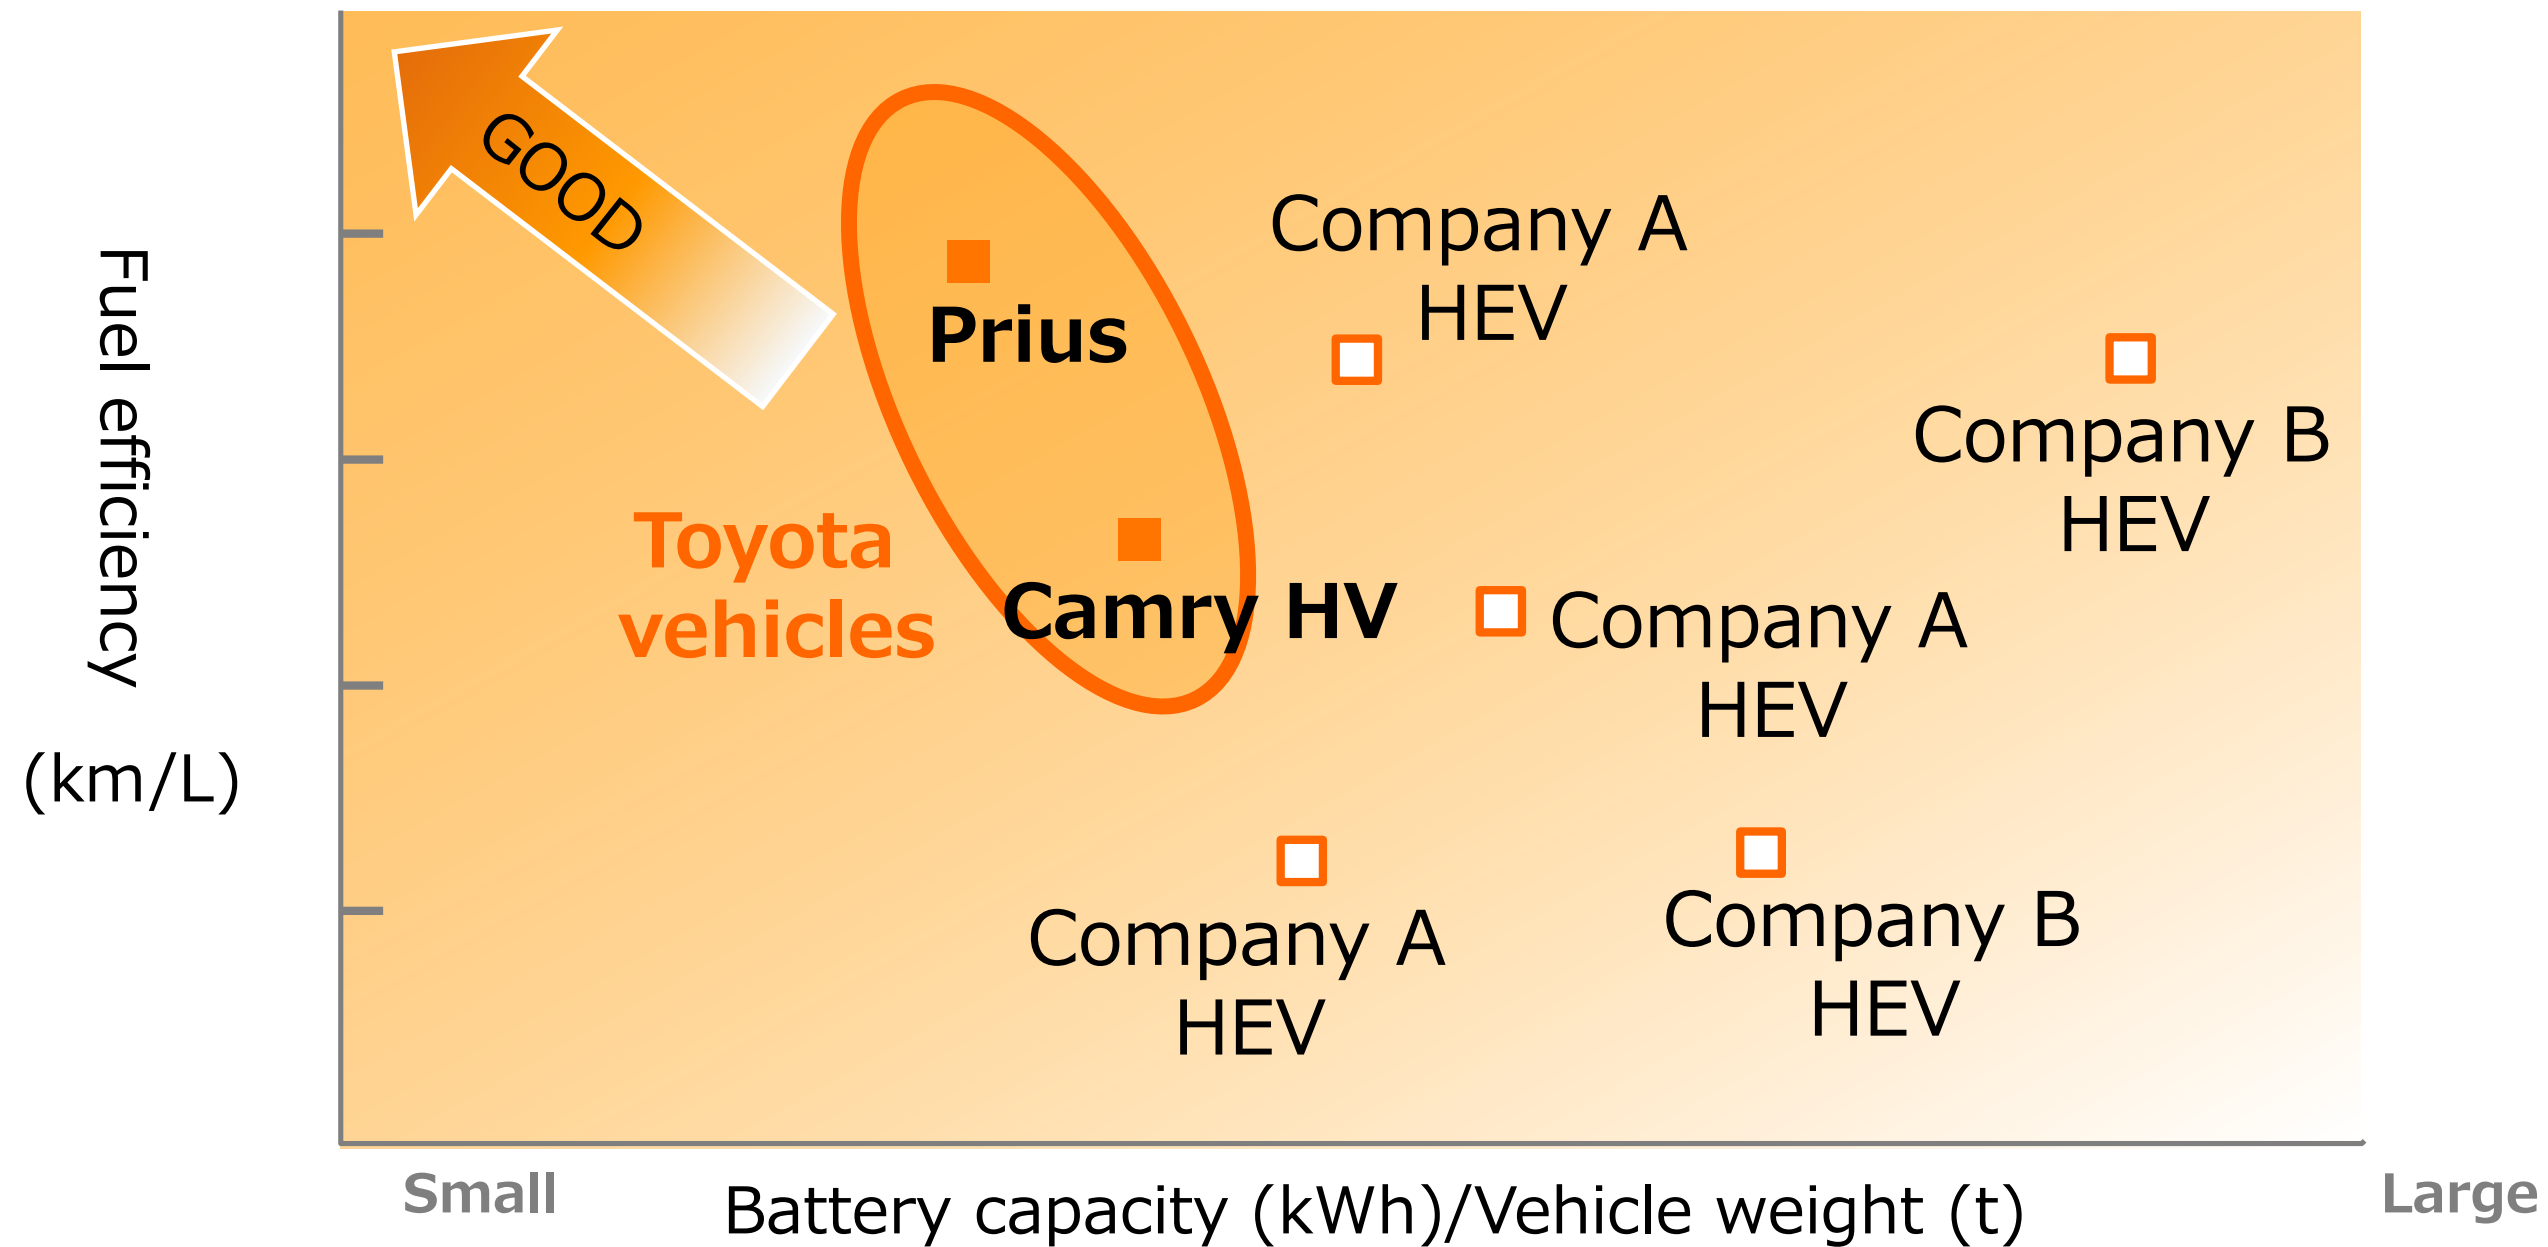 GOOD
Fuel efficiency
(km/L)
Prius
Company A
HEV
Company B
HEV
Toyota
vehicles
Camry HV
Company A
HEV
Company A
HEV
Company B
HEV
Small
Battery capacity (kWh)/Vehicle weight (t)
Large